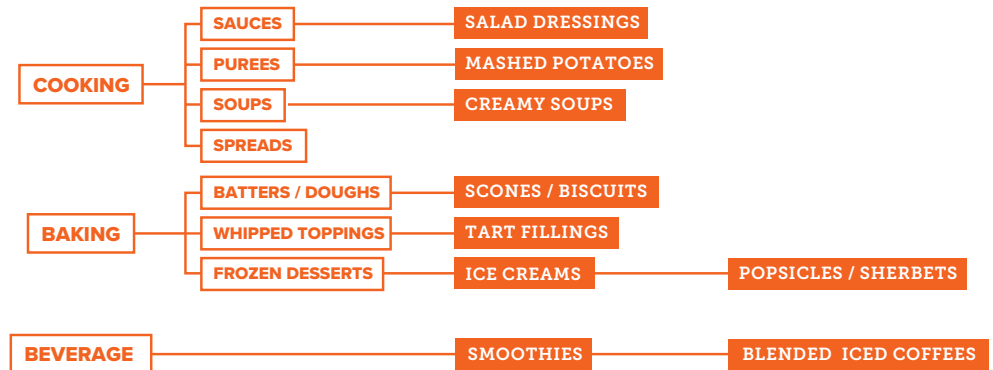 SAUCES
SALAD DRESSINGS
COOKING
PUREES
MASHED POTATOES
SOUPS
CREAMY SOUPS
SPREADS
BATTERS / DOUGHS
SCONES / BISCUITS
BAKING
WHIPPED TOPPINGS
TART FILLINGS
FROZEN DESSERTS
ICE CREAMS
POPSICLES / SHERBETS
BEVERAGE
SMOOTHIES
BLENDED ICED COFFEES